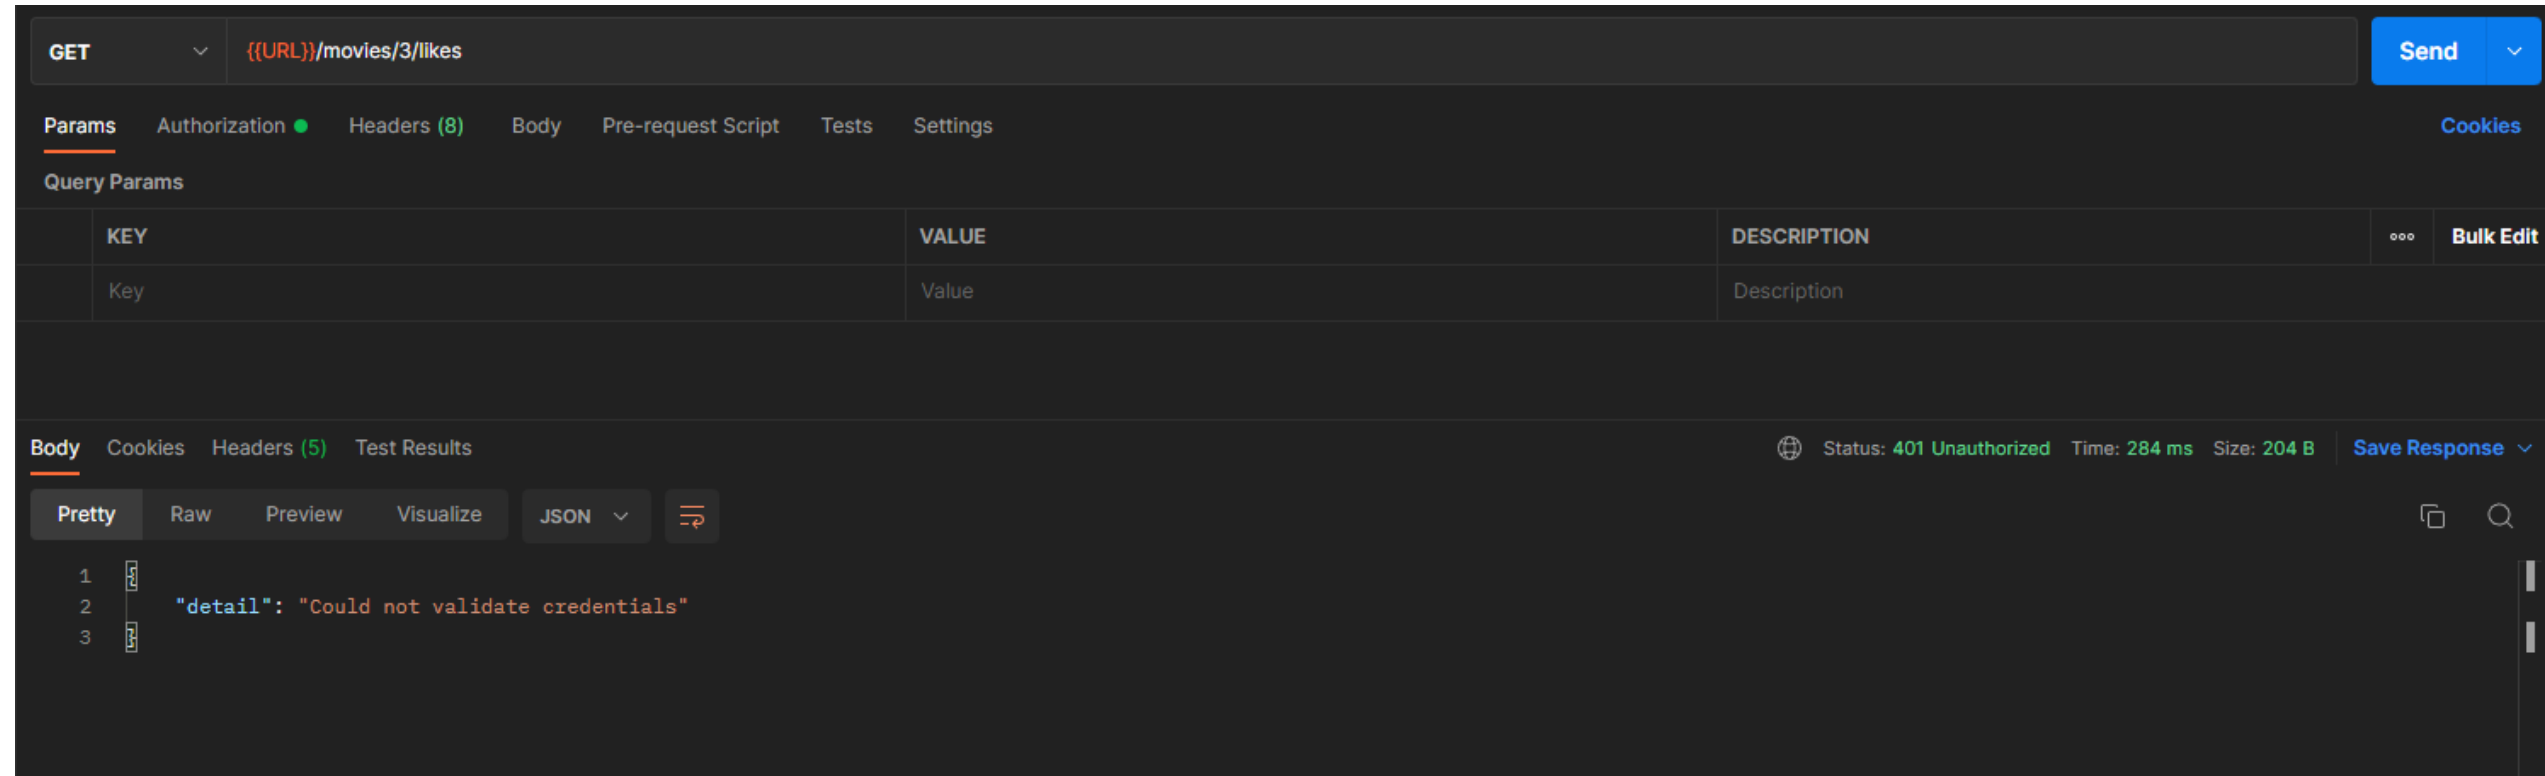 GET {{URL}}/movies/3/likes Send
Params Authorization Headers (8) Body Pre-request Script Tests Settings Cookies
Query Params
KEY VALUE DESCRIPTION ooo Bulk Edit
Key Value Description
Body Cookies Headers (5) Test Results Status: 401 Unauthorized Time: 284 ms Size: 204 B Save Response
Pretty Raw Preview Visualize JSON
1 {
2 "detail": "Could not validate credentials"
3 }